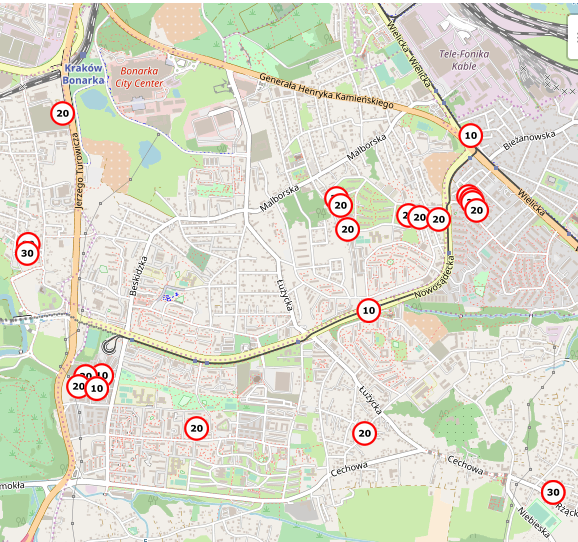 Wielicka - Wielicka
Tele-Fonika
Kable
Kraków
Bonarka
Bonarka
City Center
Generała Henryka Kamieńskiego
20
10
Bieżanowska
Malborska
Jerzego Turowicza
Malborska
20
20
20
20
20
20
Wielicka
30
Beskidzka
Łużycka
Nowosądecka
10
20
10
20
10
Łużycka
20
20
Cechowa
Cechowa
mokła
30
Rżąck
Niebieska